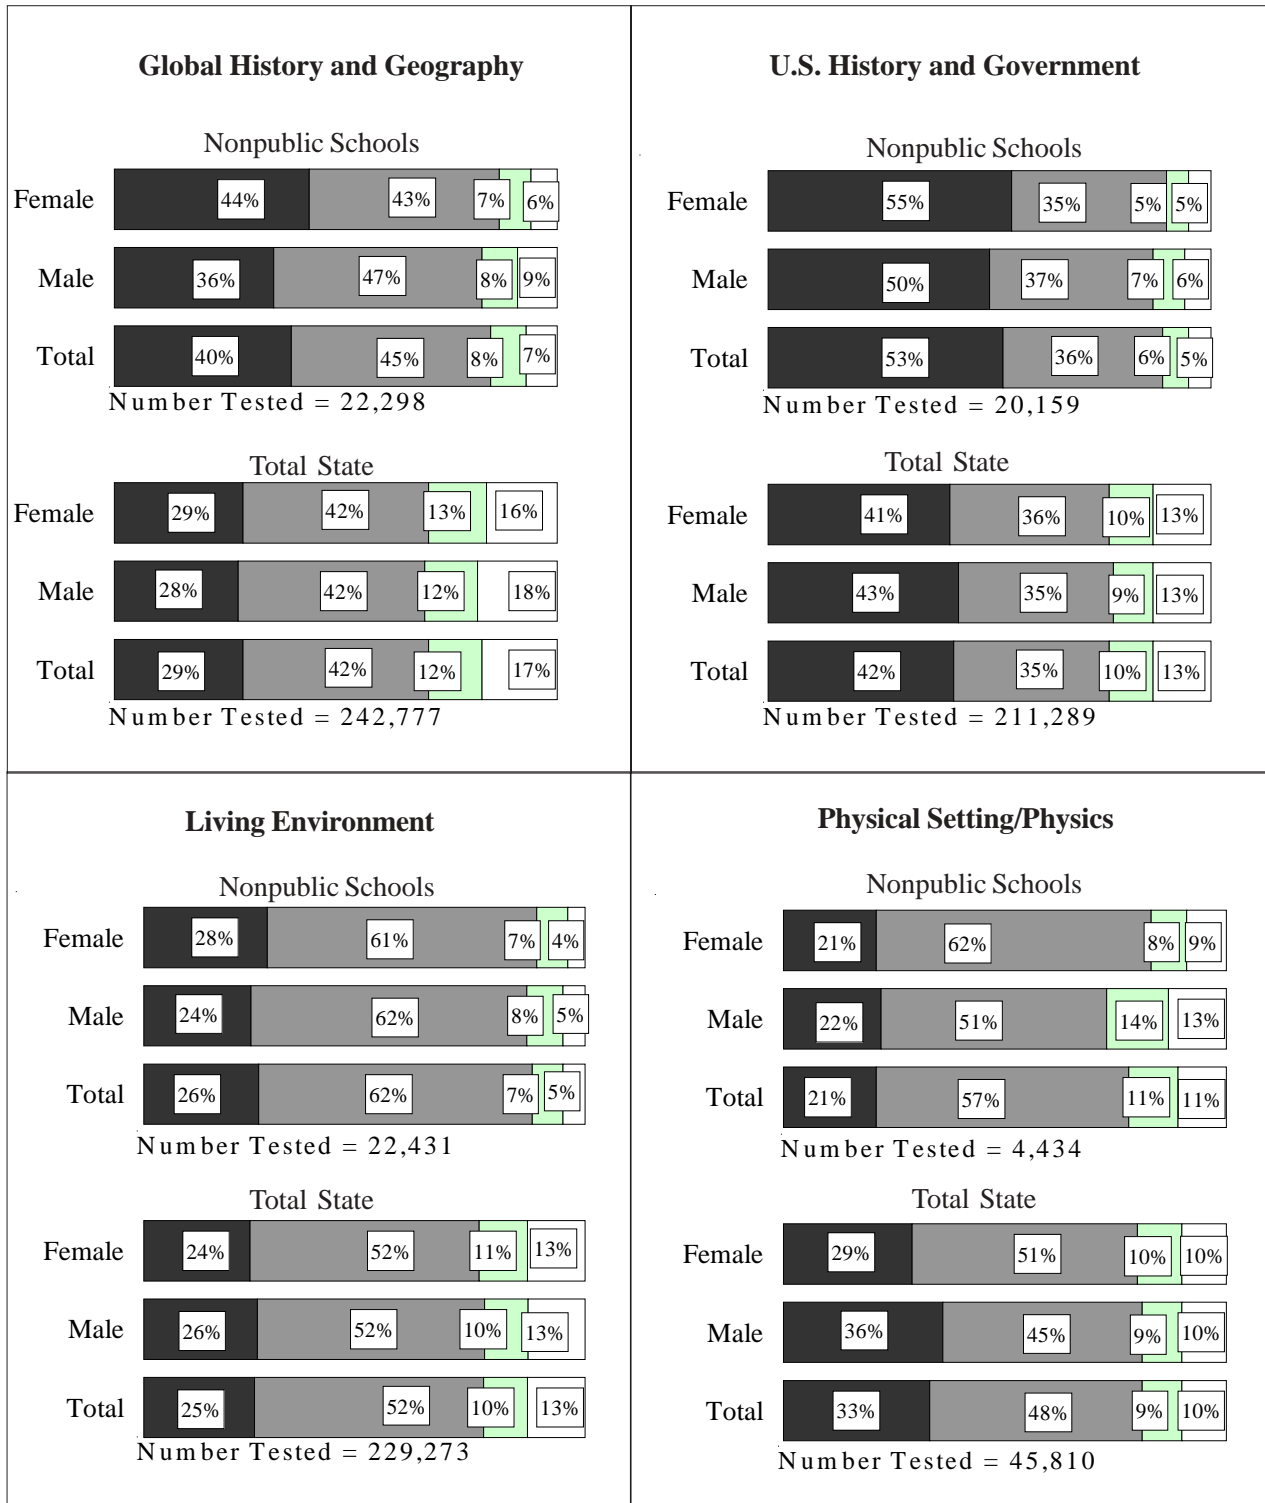 Global History and Geography
Nonpublic Schools
Female 44% 43% 7% 6%
Male 36% 47% 8% 9%
Total 40% 45% 8% 7%
Number Tested = 22,298
Total State
Female 29% 42% 13% 16%
Male 28% 42% 12% 18%
Total 29% 42% 12% 17%
Number Tested = 242,777
U.S. History and Government
Nonpublic Schools
Female 55% 35% 5% 5%
Male 50% 37% 7% 6%
Total 53% 36% 6% 5%
Number Tested = 20,159
Total State
Female 41% 36% 10% 13%
Male 43% 35% 9% 13%
Total 42% 35% 10% 13%
Number Tested = 211,289
Living Environment
Nonpublic Schools
Female 28% 61% 7% 4%
Male 24% 62% 8% 5%
Total 26% 62% 7% 5%
Number Tested = 22,431
Total State
Female 24% 52% 11% 13%
Male 26% 52% 10% 13%
Total 25% 52% 10% 13%
Number Tested = 229,273
Physical Setting/Physics
Nonpublic Schools
Female 21% 62% 8% 9%
Male 22% 51% 14% 13%
Total 21% 57% 11% 11%
Number Tested = 4,434
Total State
Female 29% 51% 10% 10%
Male 36% 45% 9% 10%
Total 33% 48% 9% 10%
Number Tested = 45,810